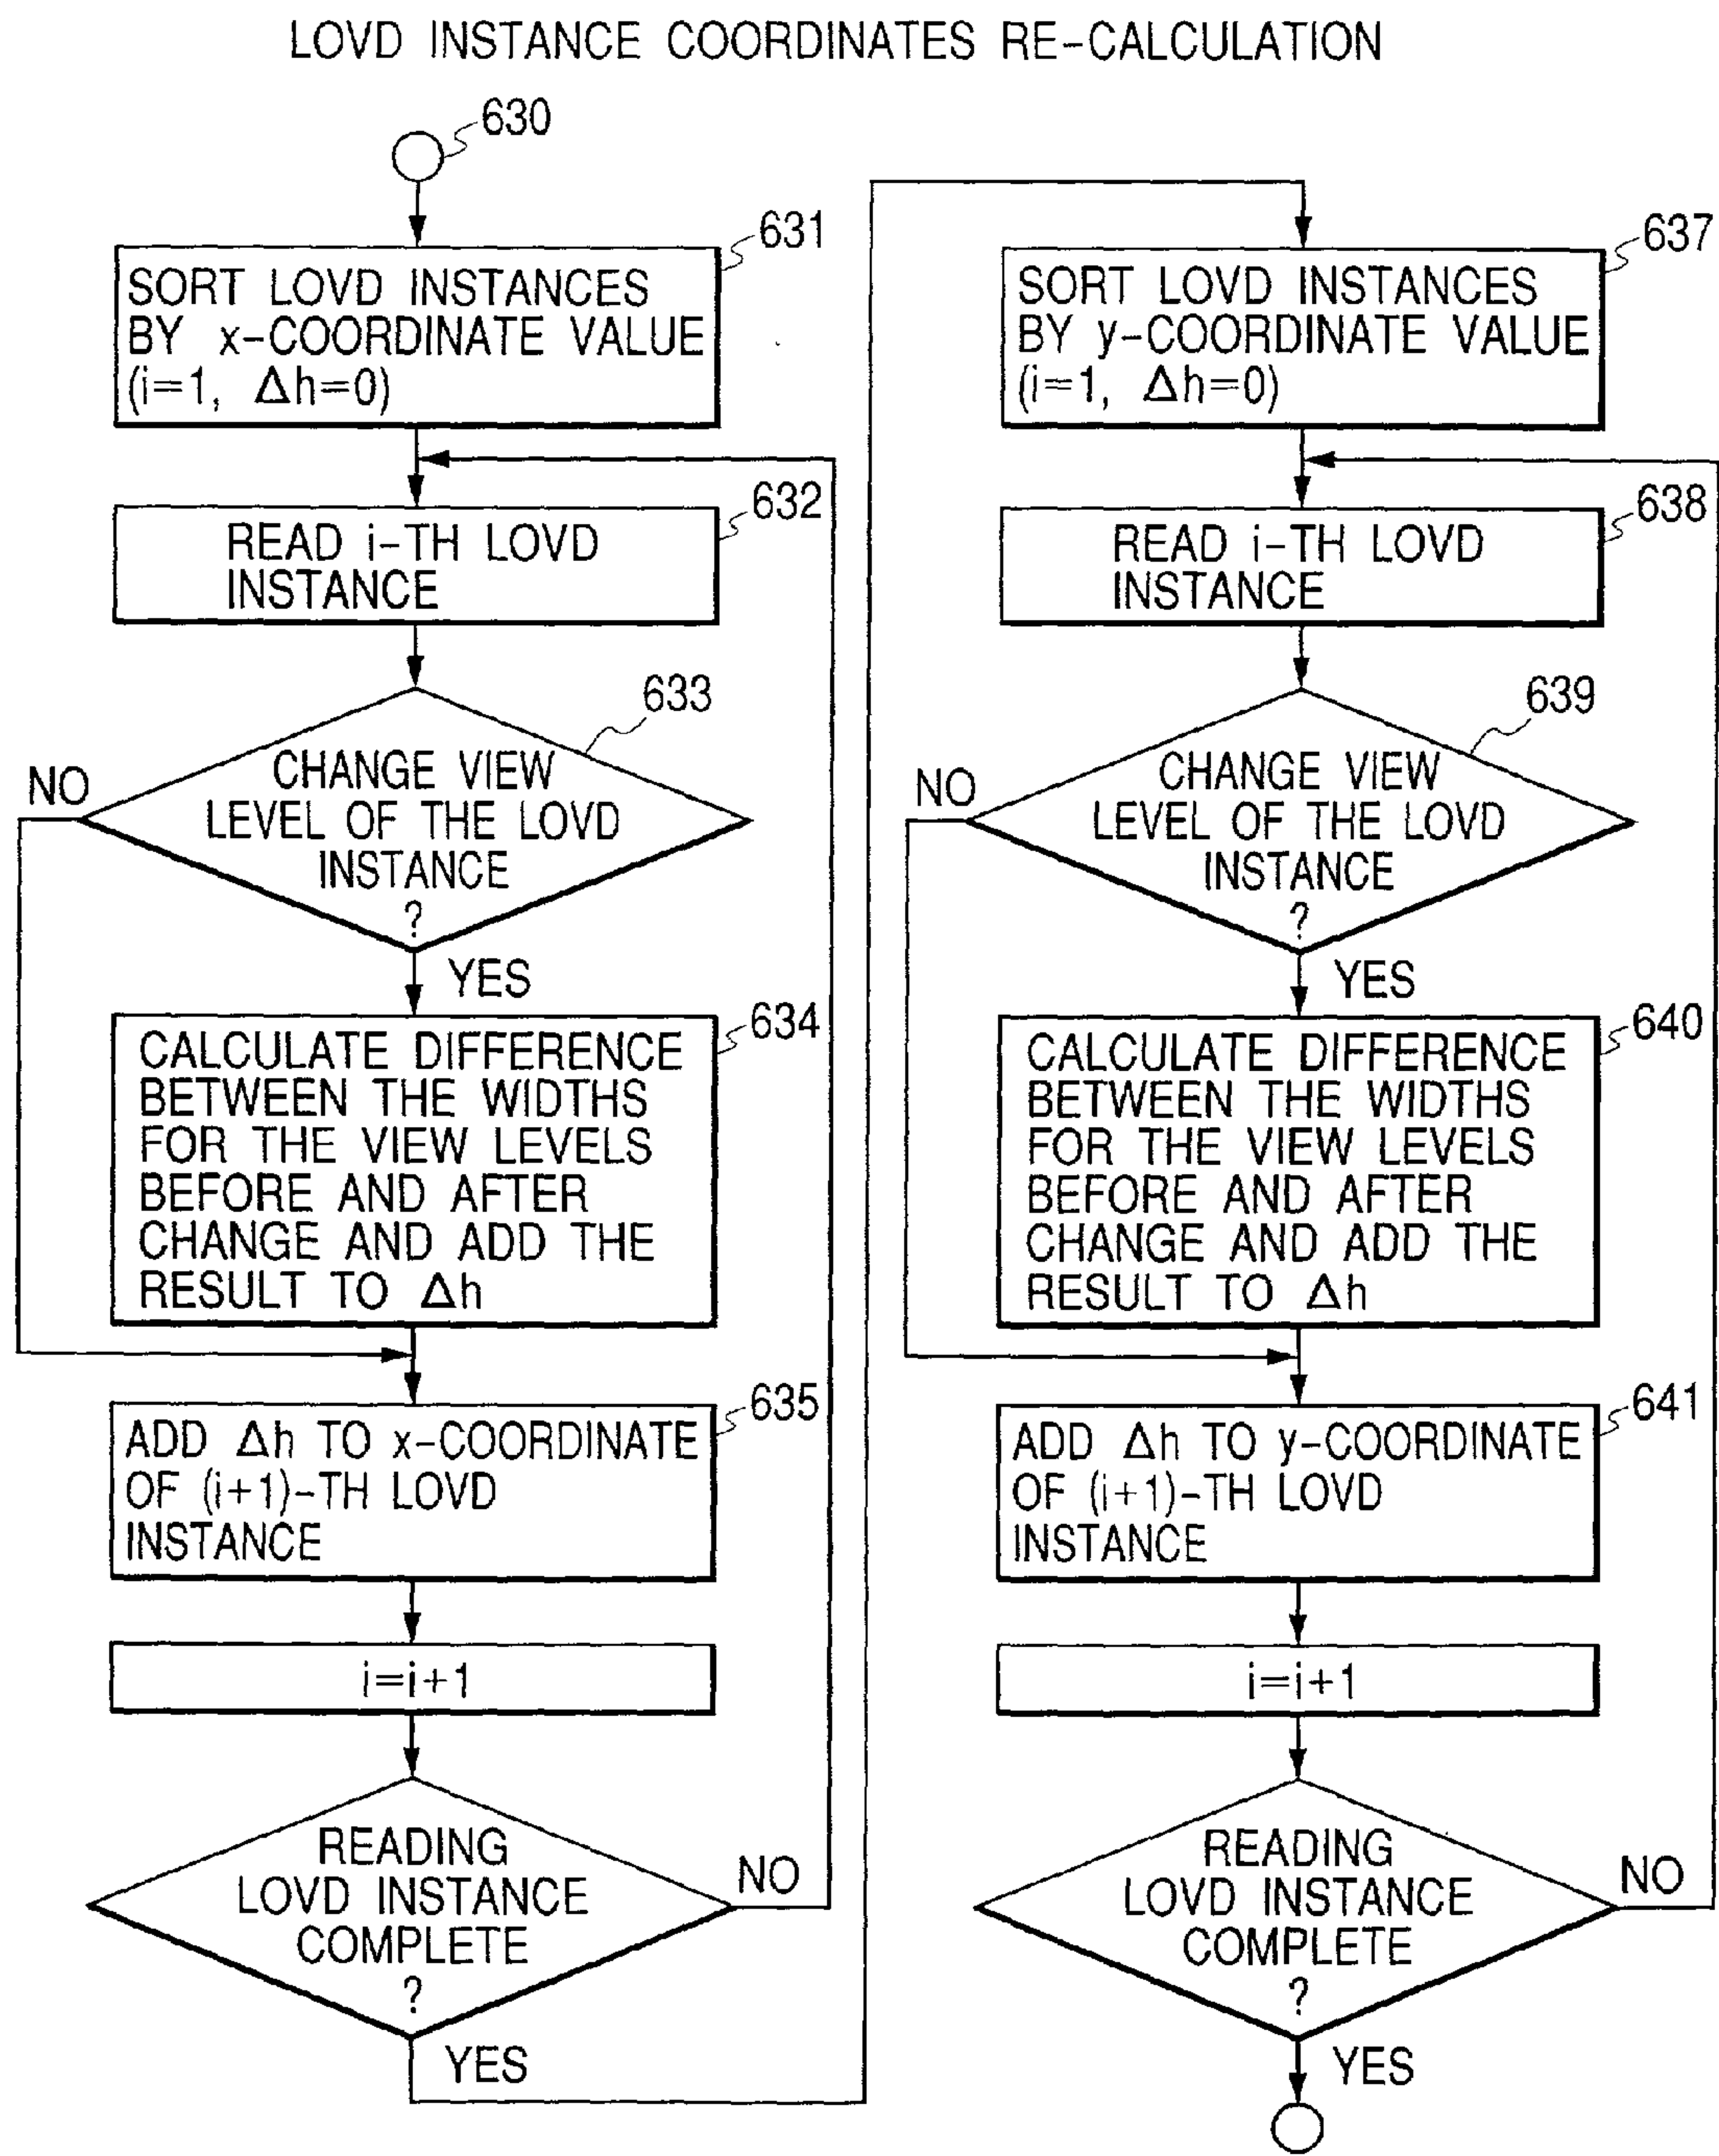 LOVD INSTANCE COORDINATES RE-CALCULATION
630
631
SORT LOVD INSTANCES
BY x-COORDINATE VALUE
(i=1, Δh=0)
632
READ i-TH LOVD
INSTANCE
633
CHANGE VIEW
LEVEL OF THE LOVD
INSTANCE
?
NO
YES
634
CALCULATE DIFFERENCE
BETWEEN THE WIDTHS
FOR THE VIEW LEVELS
BEFORE AND AFTER
CHANGE AND ADD THE
RESULT TO Δh
635
ADD Δh TO x-COORDINATE
OF (i+1)-TH LOVD
INSTANCE
i=i+1
READING
LOVD INSTANCE
COMPLETE
?
NO
YES
637
SORT LOVD INSTANCES
BY y-COORDINATE VALUE
(i=1, Δh=0)
638
READ i-TH LOVD
INSTANCE
639
CHANGE VIEW
LEVEL OF THE LOVD
INSTANCE
?
NO
YES
640
CALCULATE DIFFERENCE
BETWEEN THE WIDTHS
FOR THE VIEW LEVELS
BEFORE AND AFTER
CHANGE AND ADD THE
RESULT TO Δh
641
ADD Δh TO y-COORDINATE
OF (i+1)-TH LOVD
INSTANCE
i=i+1
READING
LOVD INSTANCE
COMPLETE
?
NO
YES